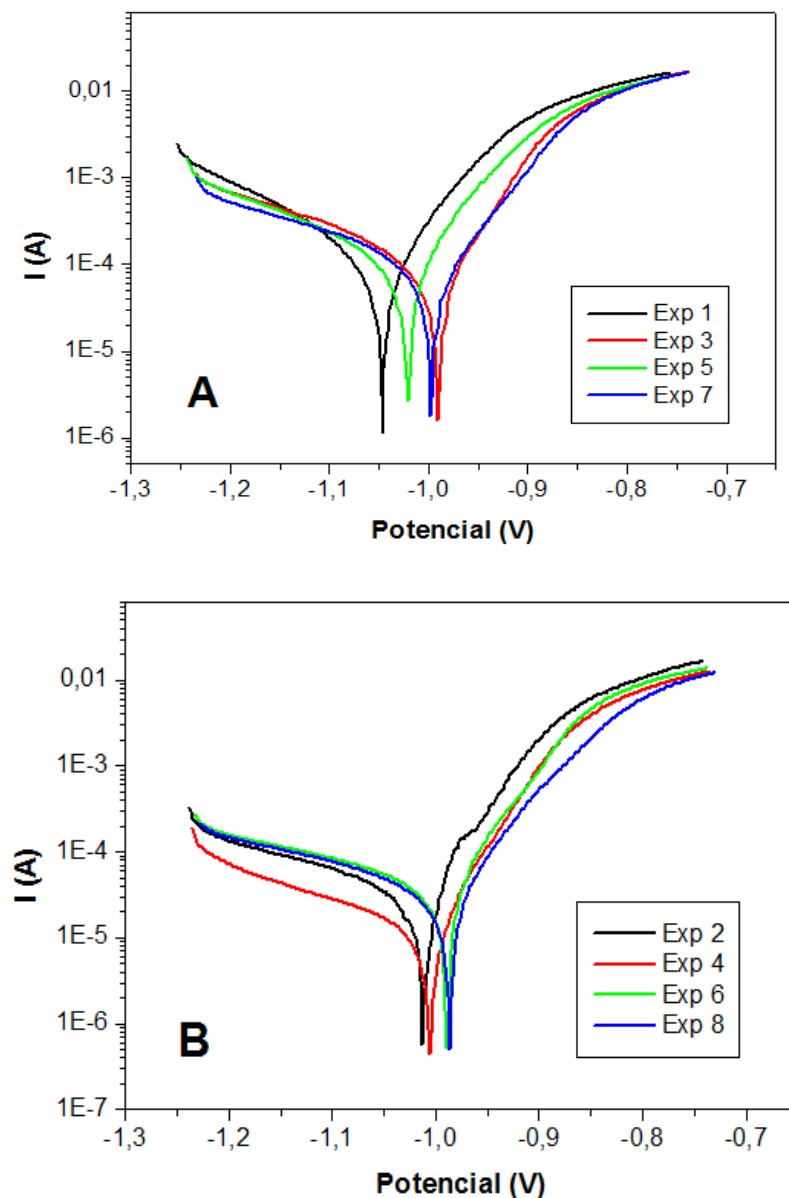 0,01
1E-3
1E-4
1E-5
1E-6
I (A)
A
Exp 1
Exp 3
Exp 5
Exp 7
-1,3 -1,2 -1,1 -1,0 -0,9 -0,8 -0,7
Potencial (V)
0,01
1E-3
1E-4
1E-5
1E-6
1E-7
I (A)
B
Exp 2
Exp 4
Exp 6
Exp 8
-1,3 -1,2 -1,1 -1,0 -0,9 -0,8 -0,7
Potencial (V)